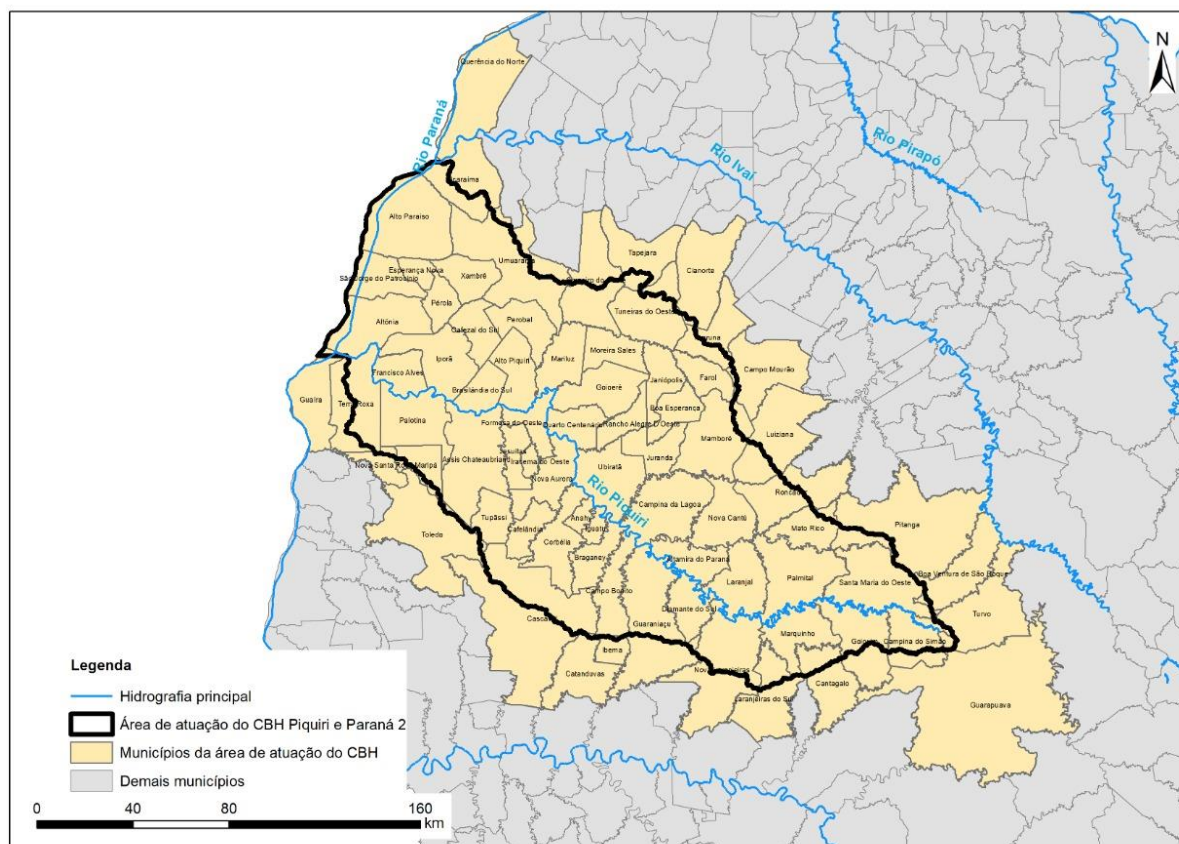 N
Querência do Norte
Rio Paraná
Rio Pirapó
Rio Ivaí
Alto Paraíso
Tapejara
Cianorte
Umuarama
Esperança Nova
Xambrê
São Jorge do Patrocínio
Tuneiras do Oeste
Pérola
Altônia
Perobal
Cafezal do Sul
Moreira Sales
Mariluz
Iporã
Alto Piquiri
Francisco Alves
Farol
Campo Mourão
Janiópolis
Goioerê
Brasilândia do Sul
Guaíra
Terra Roxa
Boa Esperança
Palotina
Formosa do Oeste
Quarto Centenário
Rancho Alegre D'Oeste
Luiziana
Mamborê
Assis Chateaubriand
Iracema do Oeste
Juranda
Nova Santa Rosa
Maripá
Ubiratã
Nova Aurora
Rio Piquiri
Campina da Lagoa
Roncador
Nova Cantú
Tupãssi
Anahy
Iguatu
Mato Rico
Pitanga
Toledo
Cafelândia
Corbélia
Braganey
Altamira do Paraná
Boa Ventura de São Roque
Laranjal
Palmital
Santa Maria do Oeste
Campo Bonito
Diamante do Sul
Turvo
Cascavel
Guaraniaçu
Marquinho
Goioxim
Campina do Simão
Ibema
Catanduvas
Nova Laranjeiras
Cantagalo
Laranjeiras do Sul
Guarapuava
Legenda
Hidrografia principal
Área de atuação do CBH Piquiri e Paraná 2
Municípios da área de atuação do CBH
Demais municípios
0 40 80 160
km